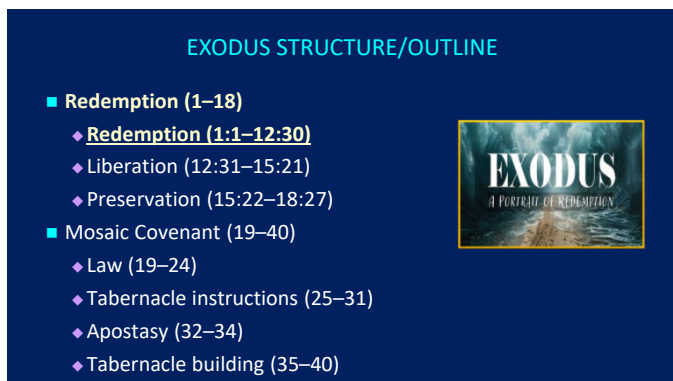 EXODUS STRUCTURE/OUTLINE
Redemption (1–18)
Redemption (1:1–12:30)
Liberation (12:31–15:21)
Preservation (15:22–18:27)
Mosaic Covenant (19–40)
Law (19–24)
Tabernacle instructions (25–31)
Apostasy (32–34)
Tabernacle building (35–40)
EXODUS
A PORTRAIT OF REDEMPTION